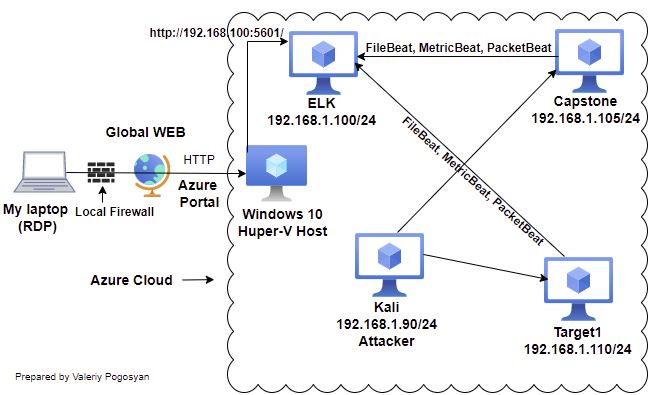 http://192.168.100:5601/
FileBeat, MetricBeat, PacketBeat
ELK
192.168.1.100/24
Capstone
192.168.1.105/24
Global WEB
HTTP
Azure
Portal
FileBeat, MetricBeat, PacketBeat
My laptop
(RDP)
Local Firewall
Windows 10
Huper-V Host
Azure Cloud
Kali
192.168.1.90/24
Attacker
Target1
192.168.1.110/24
Prepared by Valeriy Pogosyan